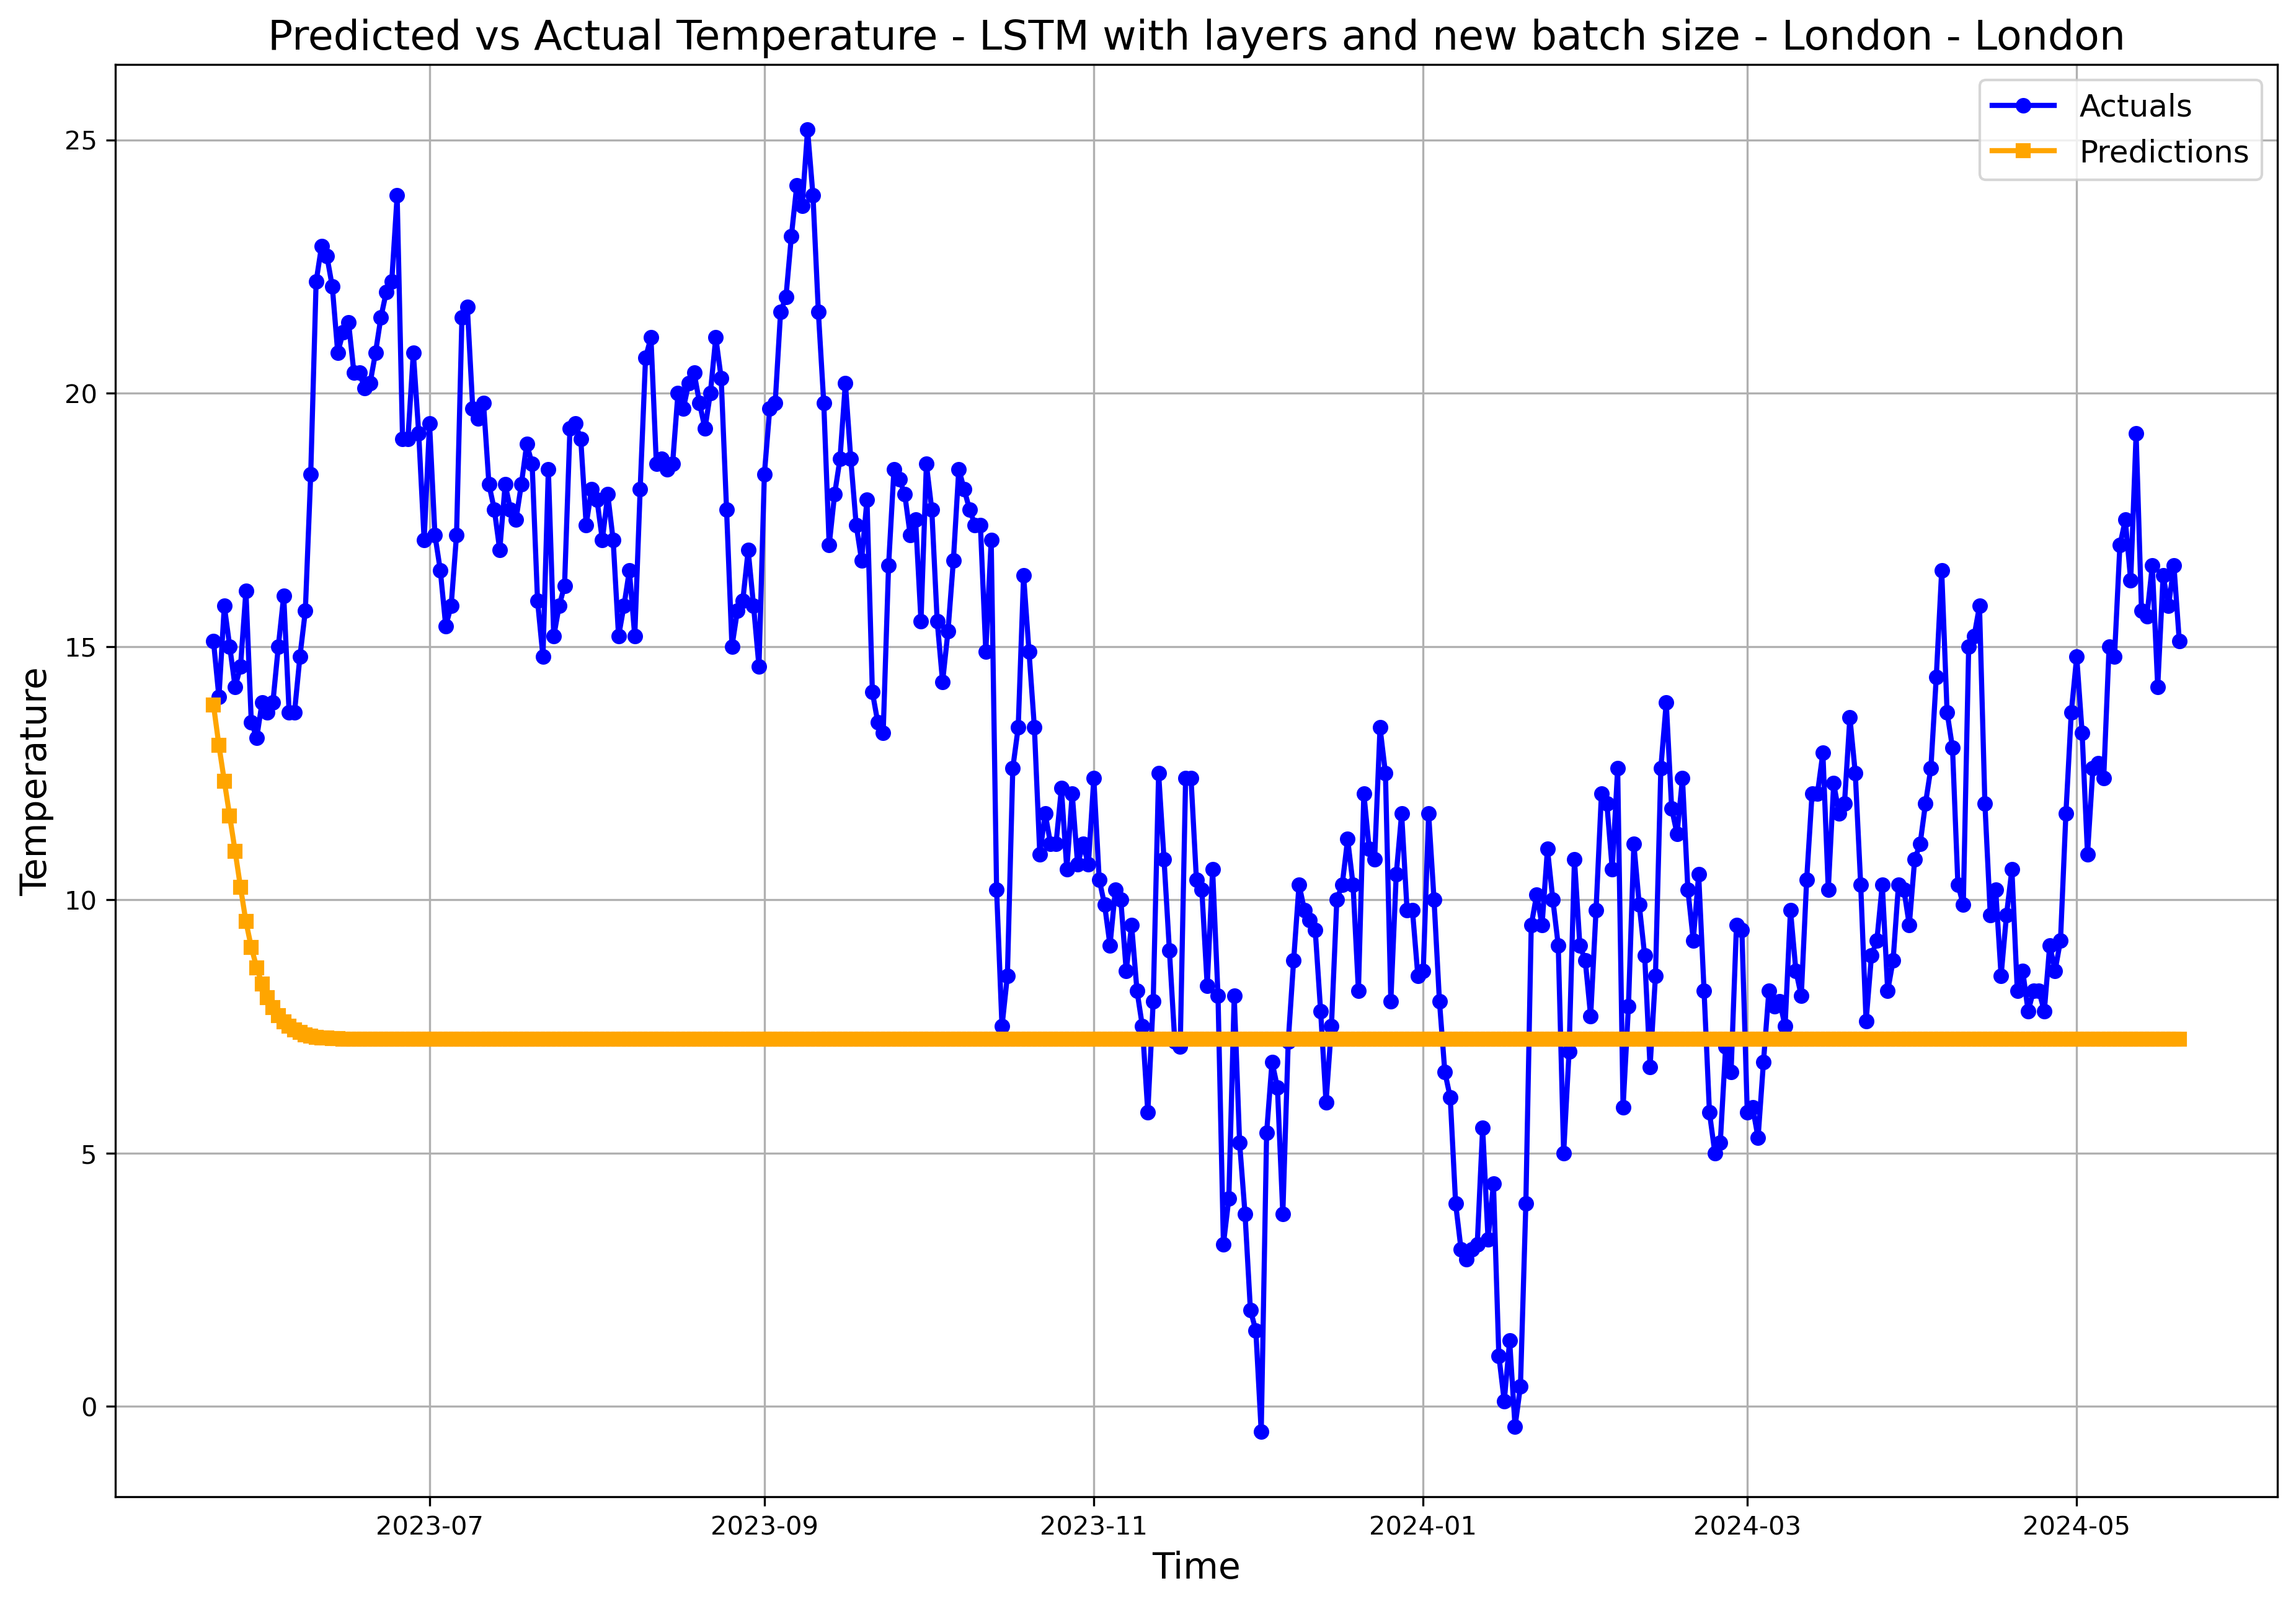 Predicted vs Actual Temperature - LSTM with layers and new batch size - London - London
Actuals
Predictions
25
20
15
10
5
0
Temperature
2023-07
2023-09
2023-11
2024-01
2024-03
2024-05
Time